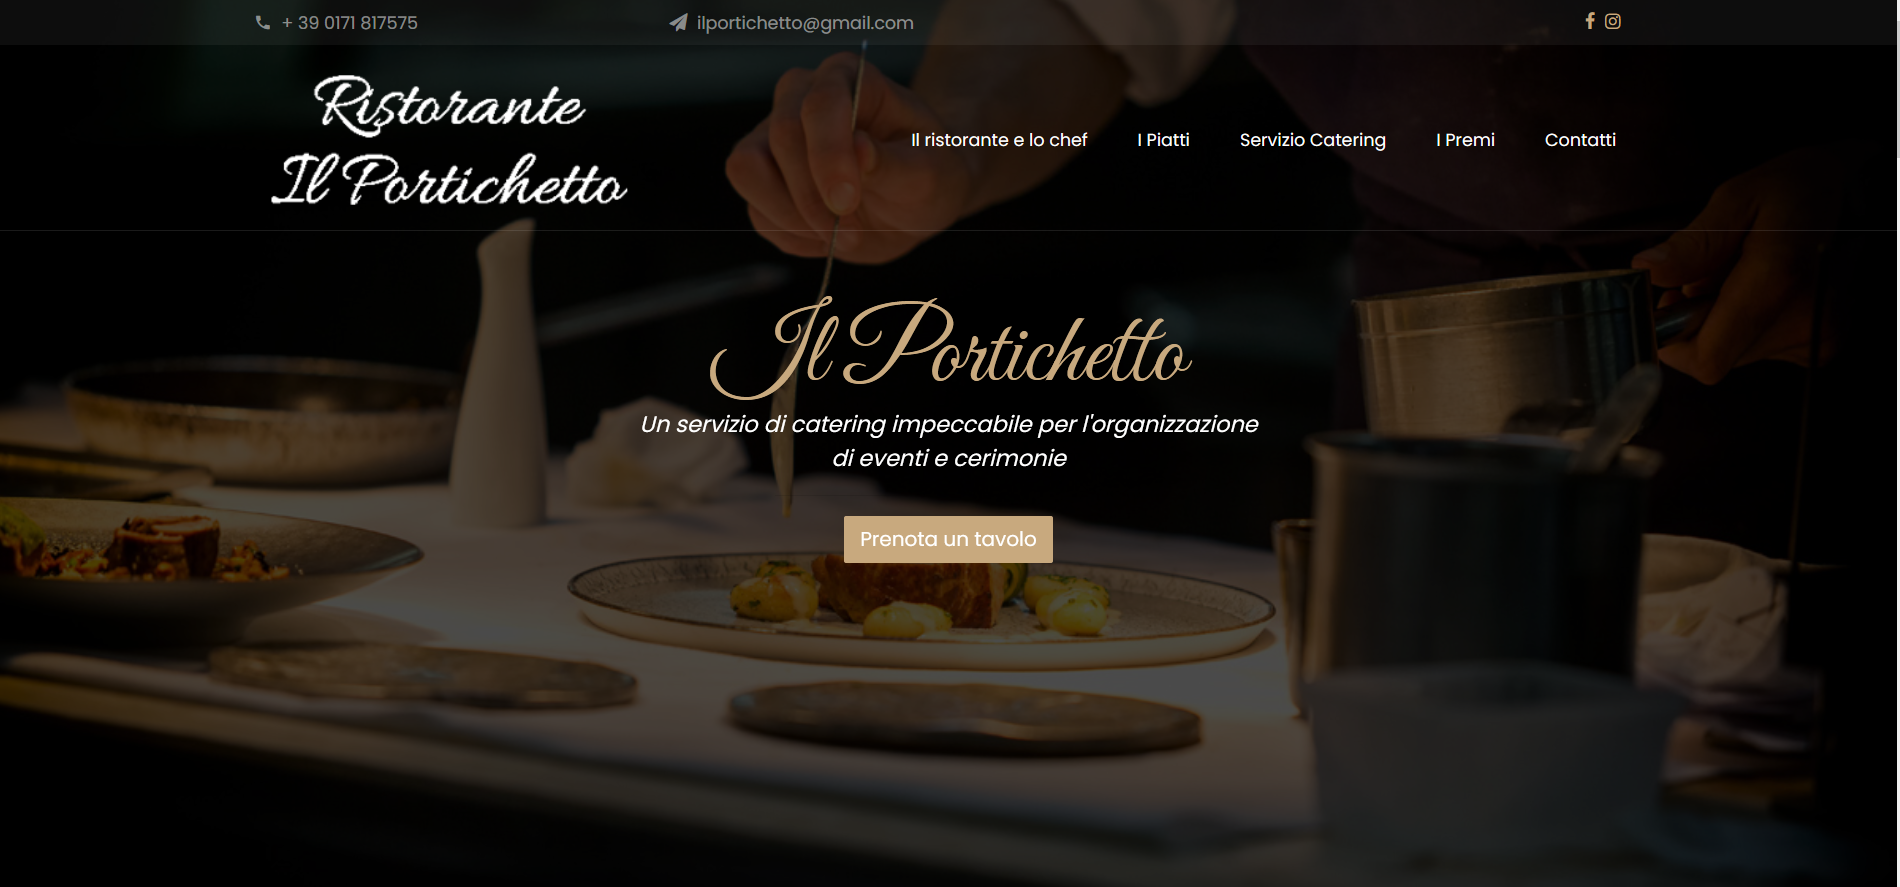 + 39 0171 817575
ilportichetto@gmail.com
Ristorante
Il Portichetto
Il ristorante e lo chef
I Piatti
Servizio Catering
I Premi
Contatti
Il Portichetto
Un servizio di catering impeccabile per l'organizzazione
di eventi e cerimonie
Prenota un tavolo